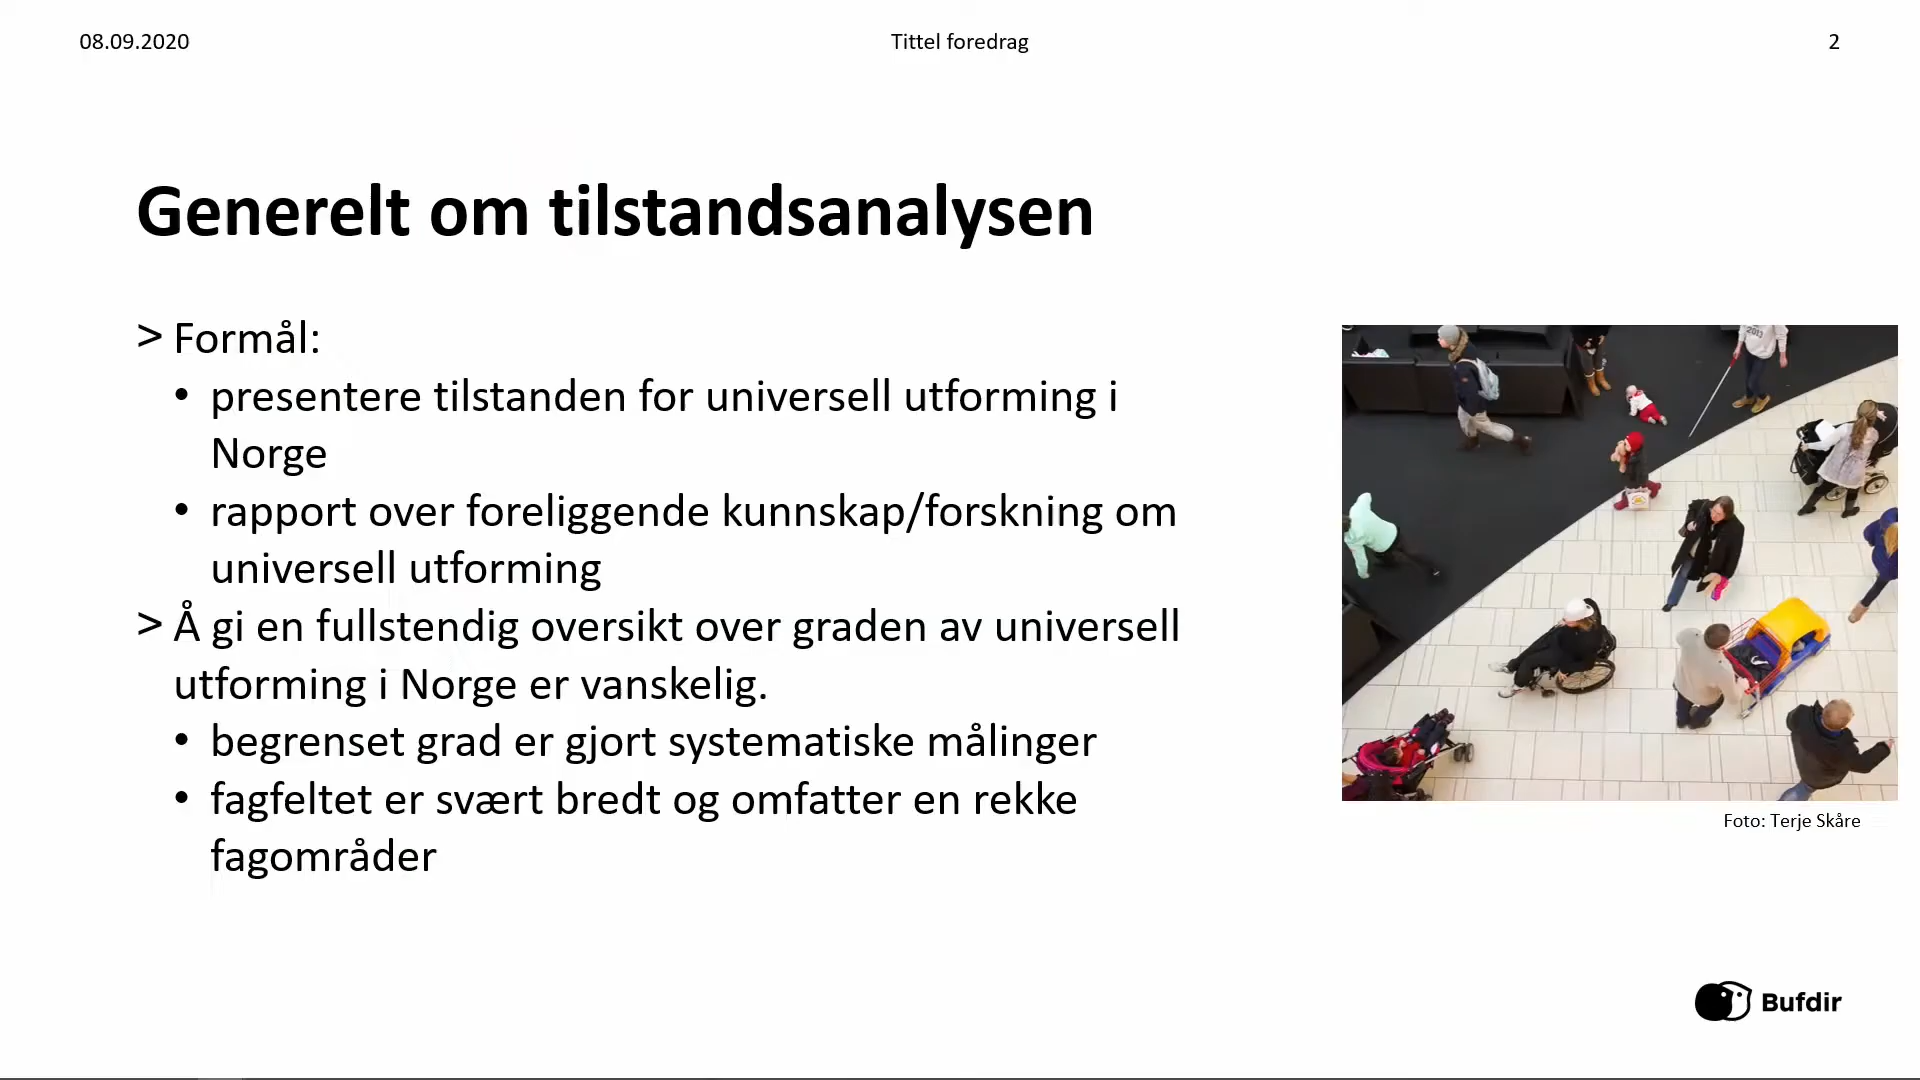 08.09.2020
Tittel foredrag
2
Generelt om tilstandsanalysen
> Formål:
• presentere tilstanden for universell utforming i
Norge
• rapport over foreliggende kunnskap/forskning om
universell utforming
> Å gi en fullstendig oversikt over graden av universell
utforming i Norge er vanskelig.
• begrenset grad er gjort systematiske målinger
• fagfeltet er svært bredt og omfatter en rekke
fagområder
2013
Foto: Terje Skåre
Bufdir